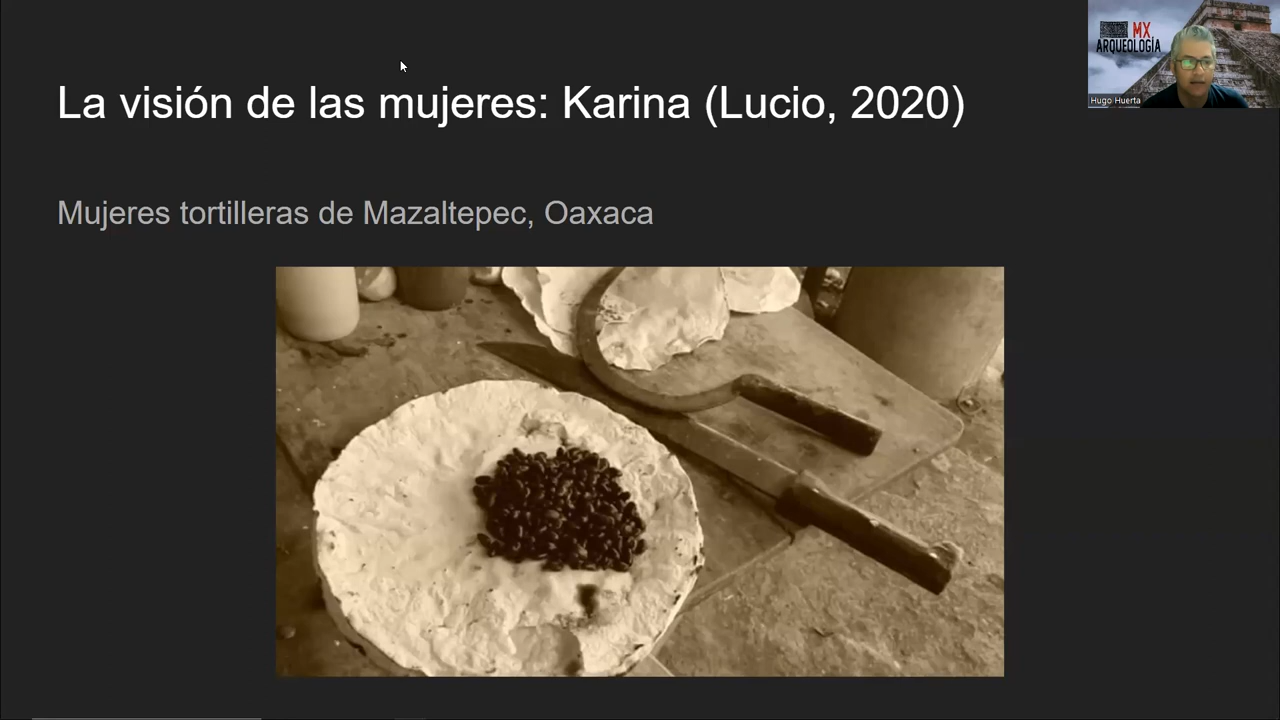 La visión de las mujeres: Karina (Lucio, 2020)
Mujeres tortilleras de Mazaltepec, Oaxaca
MX
ARQUEOLOGÍA
Hugo Huerta